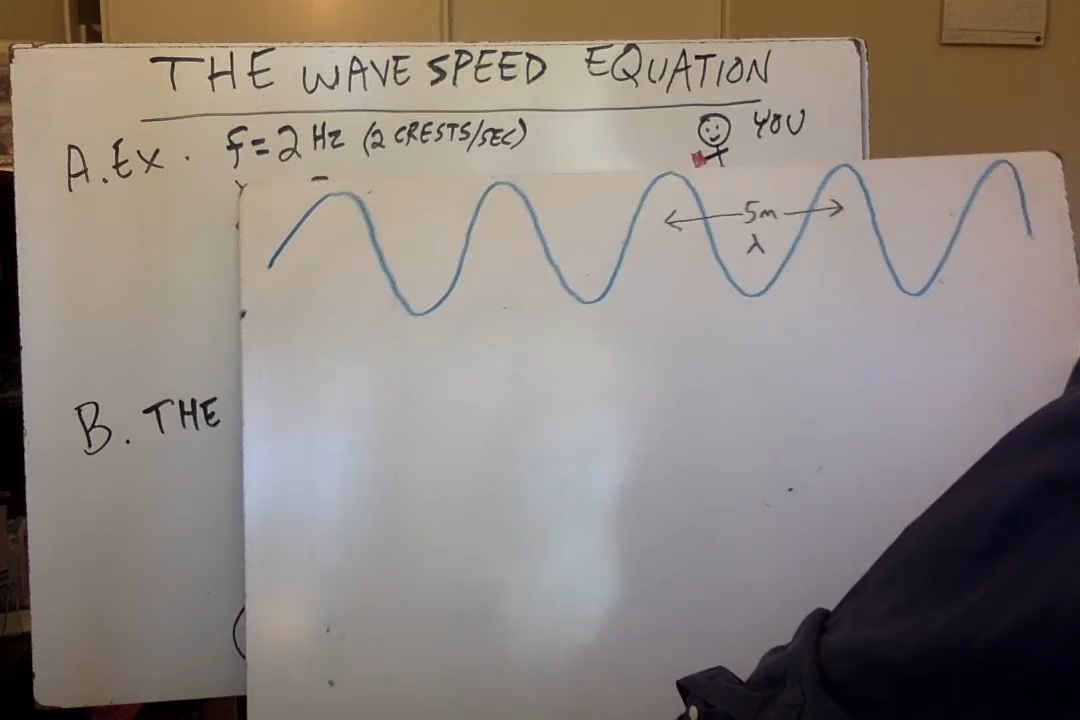 THE WAVE SPEED EQUATION
A. Ex. f = 2 Hz (2 CRESTS/SEC)
YOU
5m
λ
B. THE